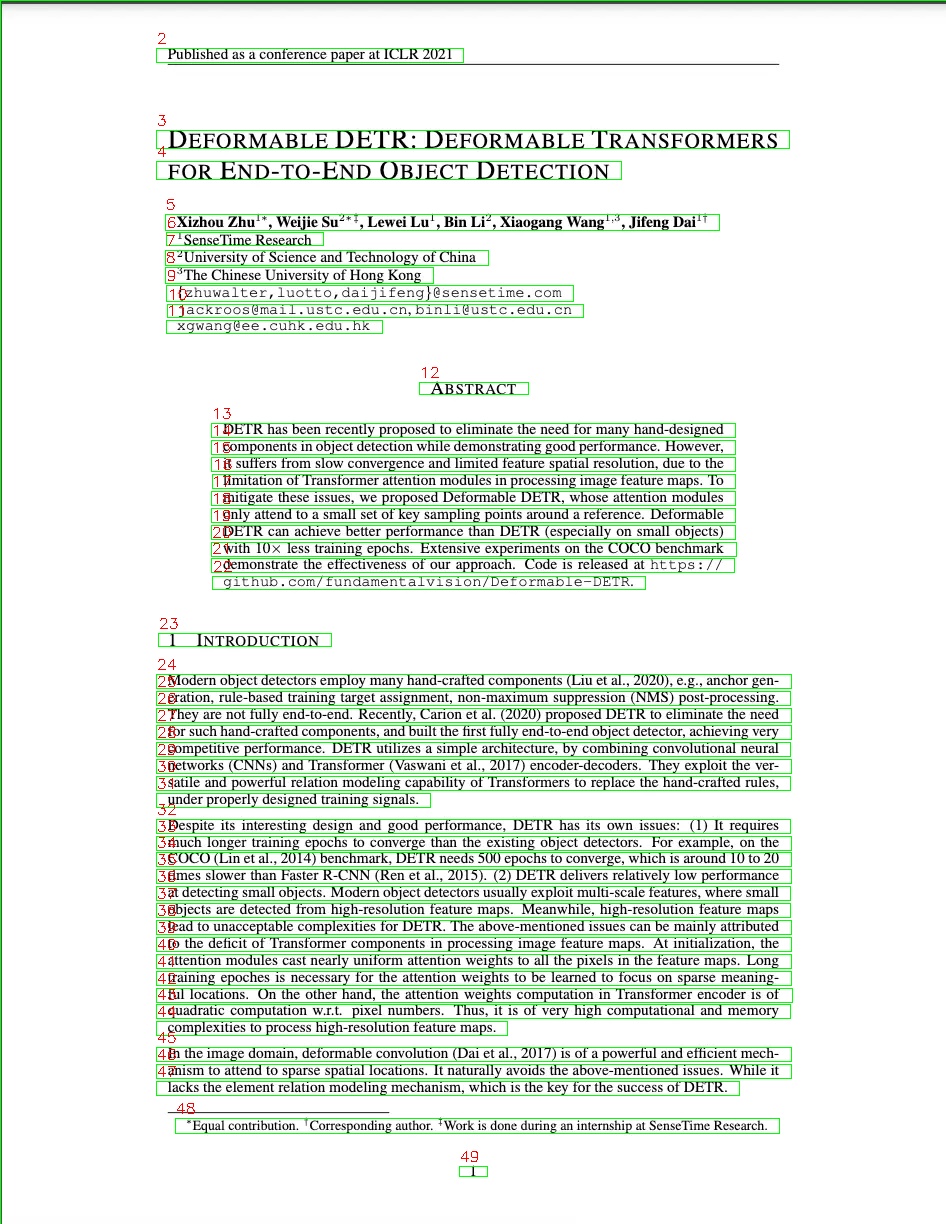 2
Published as a conference paper at ICLR 2021
3
DEFORMABLE DETR: DEFORMABLE TRANSFORMERS
4
FOR END-TO-END OBJECT DETECTION
5
6 Xizhou Zhu¹*, Weijie Su²*‡, Lewei Lu¹, Bin Li², Xiaogang Wang¹,³, Jifeng Dai¹†
7 ¹SenseTime Research
8 ²University of Science and Technology of China
9 ³The Chinese University of Hong Kong
10 {zhuwalter,luotto,daijifeng}@sensetime.com
11 jackroos@mail.ustc.edu.cn, binli@ustc.edu.cn
xgwang@ee.cuhk.edu.hk
12
ABSTRACT
13
14 DETR has been recently proposed to eliminate the need for many hand-designed
15 components in object detection while demonstrating good performance. However,
16 it suffers from slow convergence and limited feature spatial resolution, due to the
17 limitation of Transformer attention modules in processing image feature maps. To
18 mitigate these issues, we proposed Deformable DETR, whose attention modules
19 only attend to a small set of key sampling points around a reference. Deformable
20 DETR can achieve better performance than DETR (especially on small objects)
21 with 10× less training epochs. Extensive experiments on the COCO benchmark
22 demonstrate the effectiveness of our approach. Code is released at https://
github.com/fundamentalvision/Deformable-DETR.
23
1 INTRODUCTION
24
25 Modern object detectors employ many hand-crafted components (Liu et al., 2020), e.g., anchor gen-
26 eration, rule-based training target assignment, non-maximum suppression (NMS) post-processing.
27 They are not fully end-to-end. Recently, Carion et al. (2020) proposed DETR to eliminate the need
28 for such hand-crafted components, and built the first fully end-to-end object detector, achieving very
29 competitive performance. DETR utilizes a simple architecture, by combining convolutional neural
30 networks (CNNs) and Transformer (Vaswani et al., 2017) encoder-decoders. They exploit the ver-
31 satile and powerful relation modeling capability of Transformers to replace the hand-crafted rules,
under properly designed training signals.
32
33 Despite its interesting design and good performance, DETR has its own issues: (1) It requires
34 much longer training epochs to converge than the existing object detectors. For example, on the
35 COCO (Lin et al., 2014) benchmark, DETR needs 500 epochs to converge, which is around 10 to 20
36 times slower than Faster R-CNN (Ren et al., 2015). (2) DETR delivers relatively low performance
37 at detecting small objects. Modern object detectors usually exploit multi-scale features, where small
38 objects are detected from high-resolution feature maps. Meanwhile, high-resolution feature maps
39 lead to unacceptable complexities for DETR. The above-mentioned issues can be mainly attributed
40 to the deficit of Transformer components in processing image feature maps. At initialization, the
41 attention modules cast nearly uniform attention weights to all the pixels in the feature maps. Long
42 training epoches is necessary for the attention weights to be learned to focus on sparse meaning-
43 ful locations. On the other hand, the attention weights computation in Transformer encoder is of
44 quadratic computation w.r.t. pixel numbers. Thus, it is of very high computational and memory
complexities to process high-resolution feature maps.
45
46 In the image domain, deformable convolution (Dai et al., 2017) is of a powerful and efficient mech-
47 anism to attend to sparse spatial locations. It naturally avoids the above-mentioned issues. While it
lacks the element relation modeling mechanism, which is the key for the success of DETR.
48
*Equal contribution. †Corresponding author. ‡Work is done during an internship at SenseTime Research.
49
1